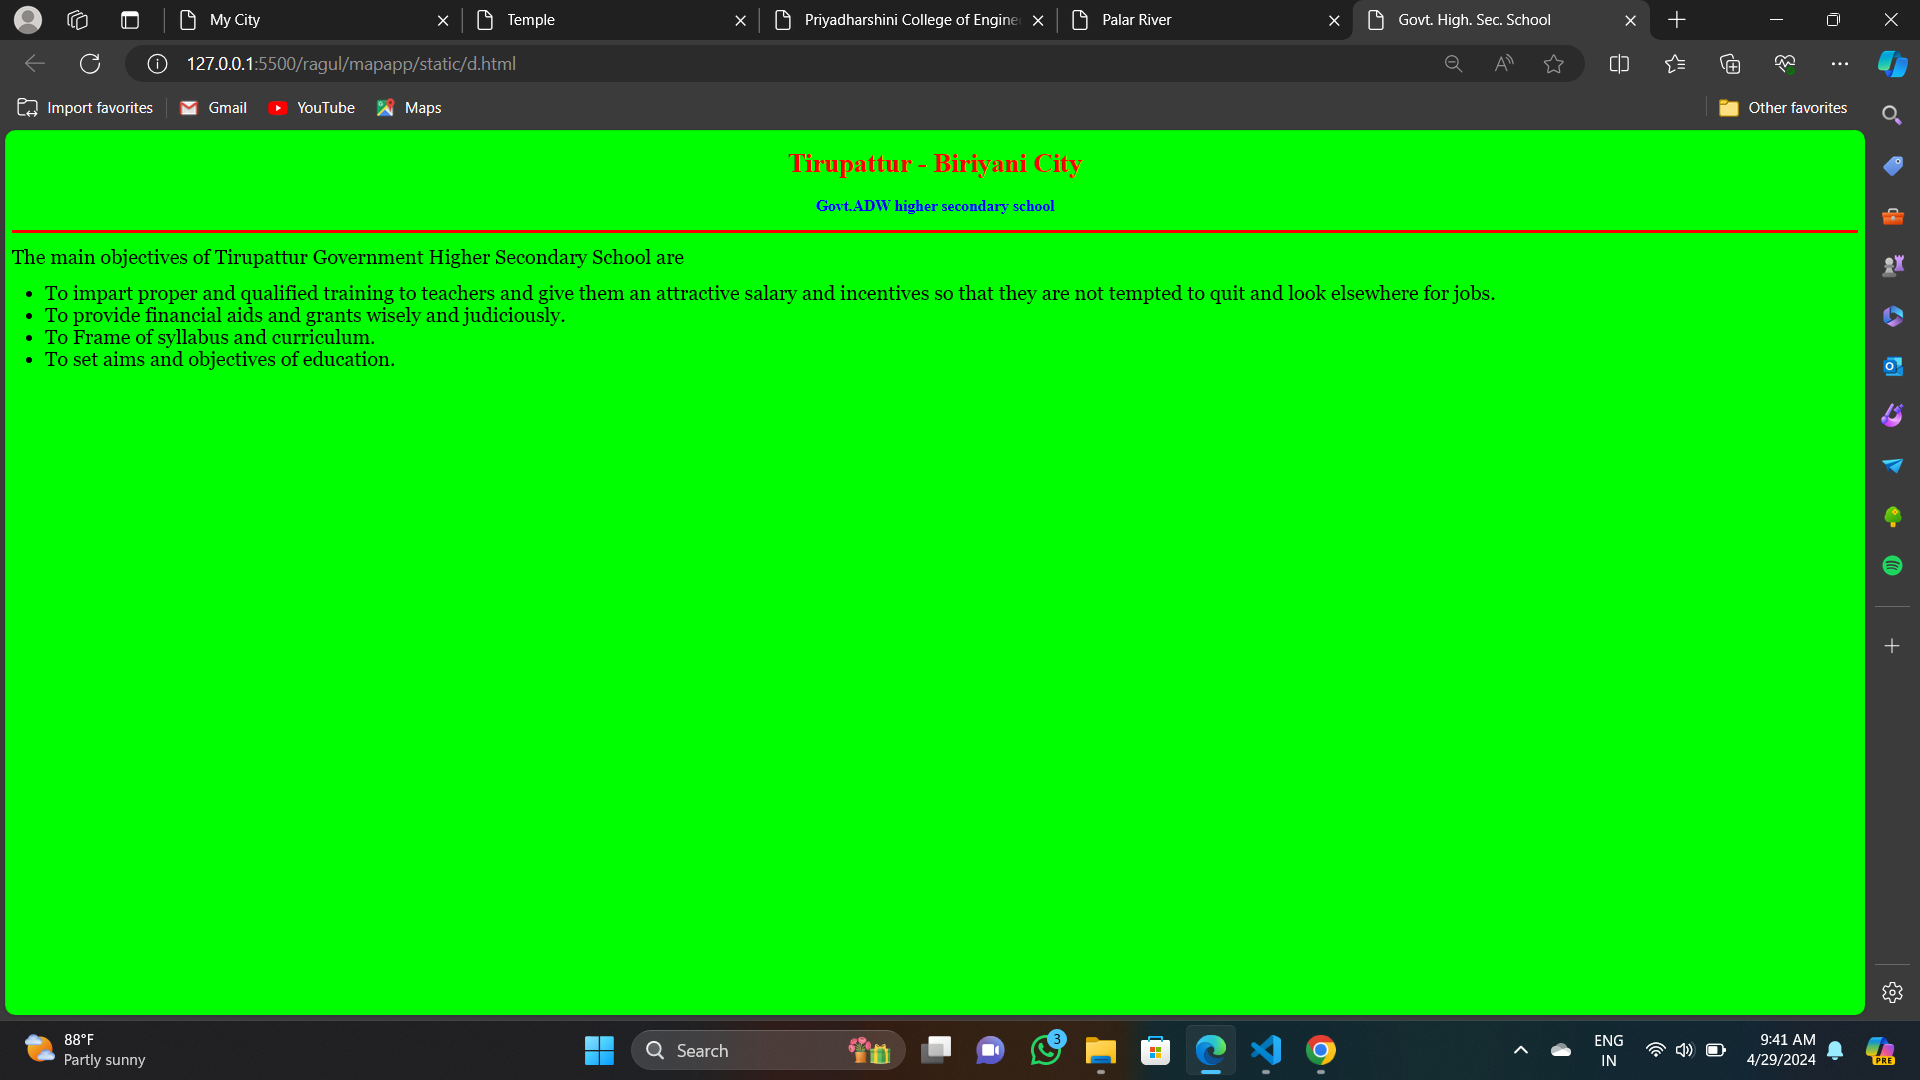 My City
Temple
Priyadharshini College of Engine
Palar River
Govt. High. Sec. School
127.0.0.1:5500/ragul/mapapp/static/d.html
Import favorites
Gmail
YouTube
Maps
Other favorites
Tirupattur - Biriyani City
Govt.ADW higher secondary school
The main objectives of Tirupattur Government Higher Secondary School are
• To impart proper and qualified training to teachers and give them an attractive salary and incentives so that they are not tempted to quit and look elsewhere for jobs.
• To provide financial aids and grants wisely and judiciously.
• To Frame of syllabus and curriculum.
• To set aims and objectives of education.
88°F
Partly sunny
Search
3
ENG
IN
9:41 AM
4/29/2024
PRE